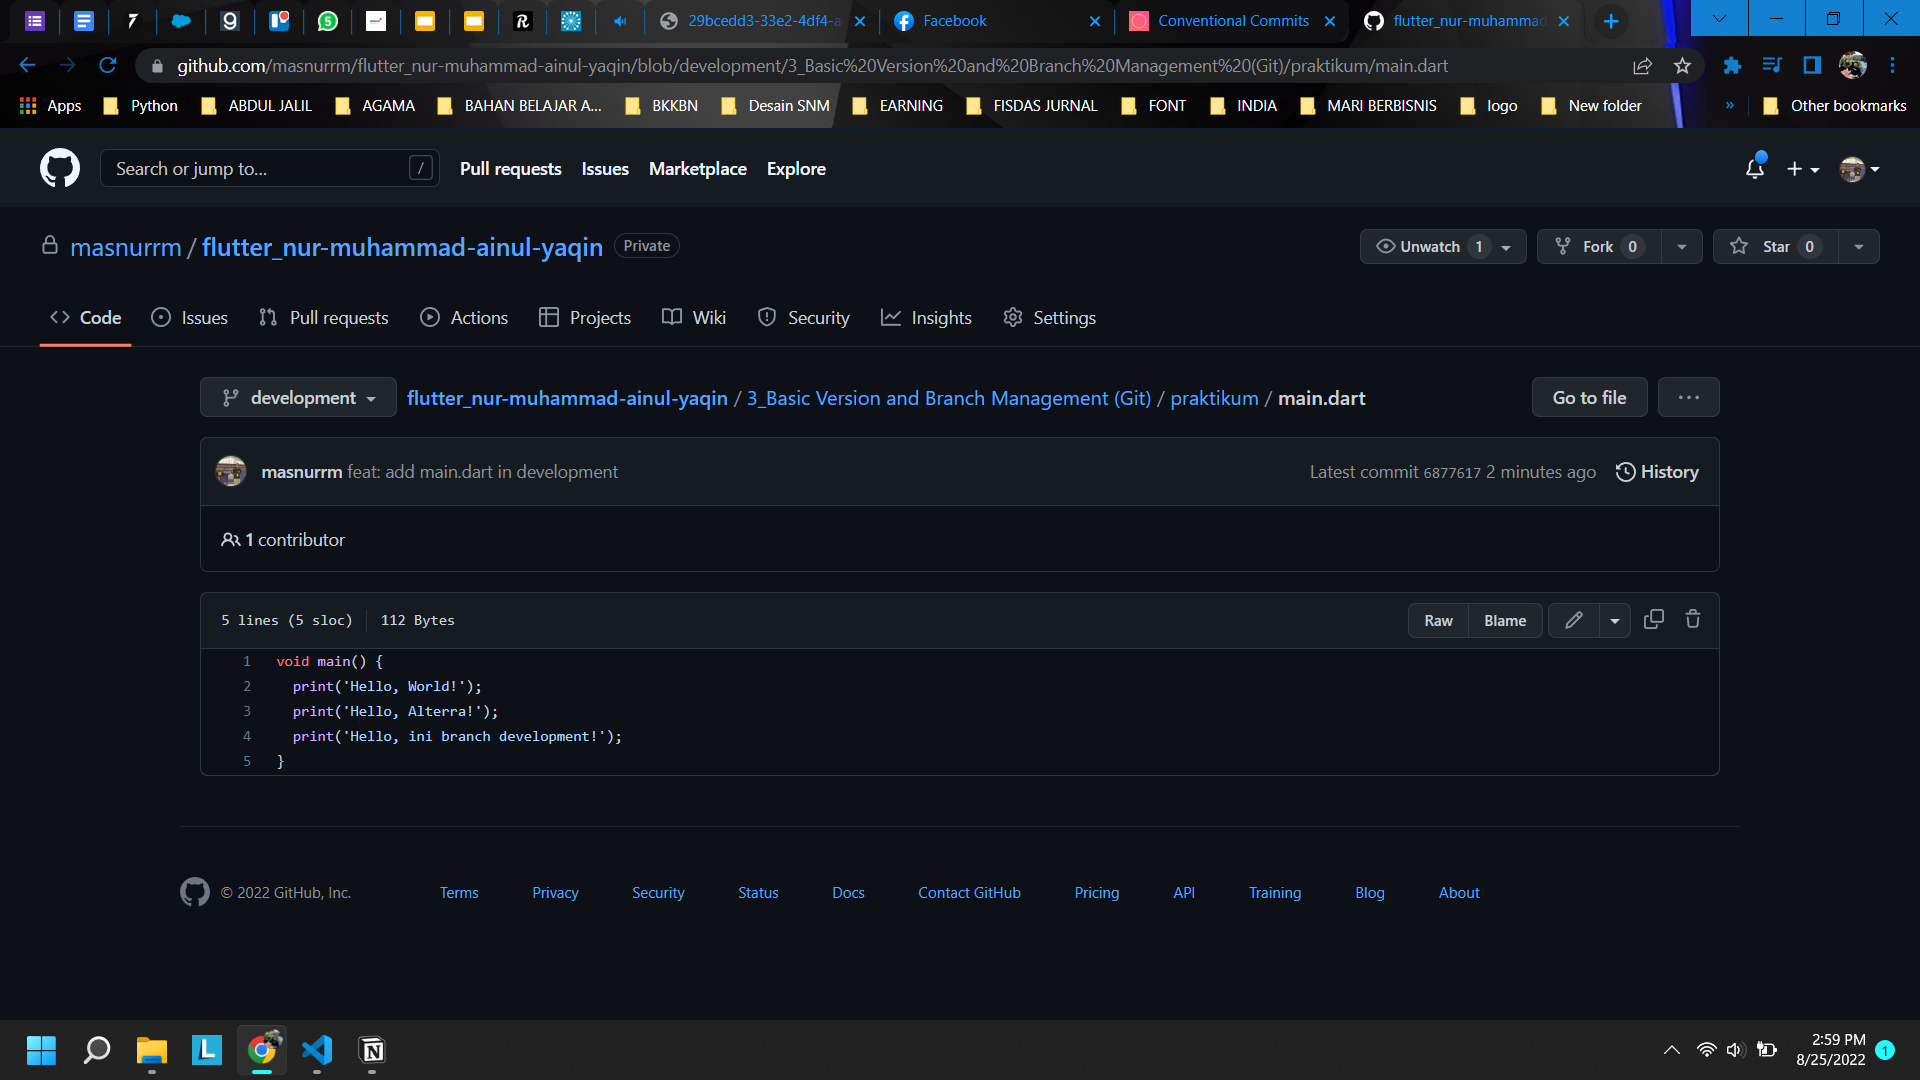 29bcedd3-33e2-4df4-a
Facebook
Conventional Commits
flutter_nur-muhammad
github.com/masnurrm/flutter_nur-muhammad-ainul-yaqin/blob/development/3_Basic%20Version%20and%20Branch%20Management%20(Git)/praktikum/main.dart
Apps Python ABDUL JALIL AGAMA BAHAN BELAJAR A... BKKBN Desain SNM EARNING FISDAS JURNAL FONT INDIA MARI BERBISNIS logo New folder » Other bookmarks
Search or jump to... / Pull requests Issues Marketplace Explore
masnurrm / flutter_nur-muhammad-ainul-yaqin Private Unwatch 1 Fork 0 Star 0
Code Issues Pull requests Actions Projects Wiki Security Insights Settings
development flutter_nur-muhammad-ainul-yaqin / 3_Basic Version and Branch Management (Git) / praktikum / main.dart Go to file ...
masnurrm feat: add main.dart in development Latest commit 6877617 2 minutes ago History
1 contributor
5 lines (5 sloc) 112 Bytes Raw Blame
1 void main() {
2 print('Hello, World!');
3 print('Hello, Alterra!');
4 print('Hello, ini branch development!');
5 }
© 2022 GitHub, Inc. Terms Privacy Security Status Docs Contact GitHub Pricing API Training Blog About
2:59 PM
8/25/2022 1